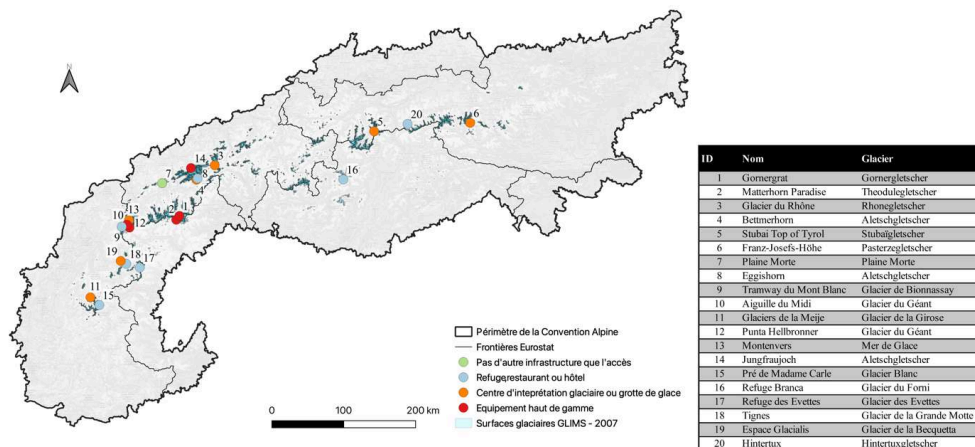 N
20
6
5
14
3
7
8
4
16
2
1
13
10
12
9
19
18
17
11
15
Périmètre de la Convention Alpine
Frontières Eurostat
Pas d'autre infrastructure que l'accès
Refuge,restaurant ou hôtel
Centre d'inteprétation glaciaire ou grotte de glace
Equipement haut de gamme
Surfaces glaciaires GLIMS - 2007
0 100 200 km
ID Nom Glacier
1 Gornergrat Gornergletscher
2 Matterhorn Paradise Theodulegletscher
3 Glacier du Rhône Rhonegletscher
4 Bettmerhorn Aletschgletscher
5 Stubai Top of Tyrol Stubaïgletscher
6 Franz-Josefs-Höhe Pasterzegletscher
7 Plaine Morte Plaine Morte
8 Eggishorn Aletschgletscher
9 Tramway du Mont Blanc Glacier de Bionnassay
10 Aiguille du Midi Glacier du Géant
11 Glaciers de la Meije Glacier de la Girose
12 Punta Hellbronner Glacier du Géant
13 Montenvers Mer de Glace
14 Jungfraujoch Aletschgletscher
15 Pré de Madame Carle Glacier Blanc
16 Refuge Branca Glacier du Forni
17 Refuge des Evettes Glacier des Evettes
18 Tignes Glacier de la Grande Motte
19 Espace Glacialis Glacier de la Becquetta
20 Hintertux Hintertuxgletscher